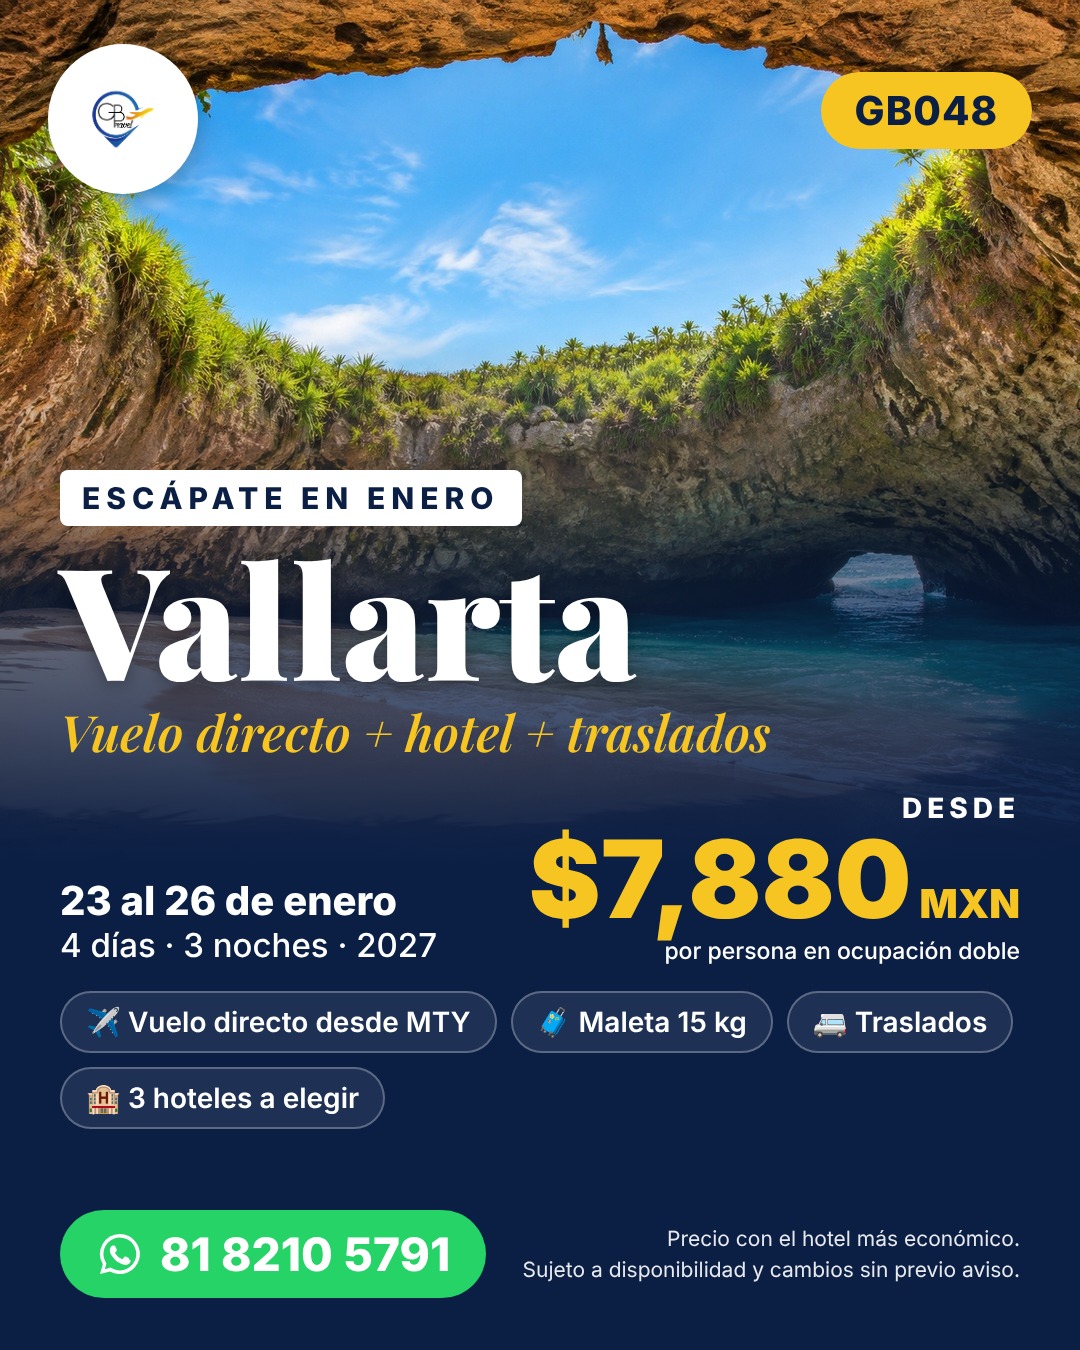 GB
Travel
GB048
ESCÁPATE EN ENERO
Vallarta
Vuelo directo + hotel + traslados
DESDE
$7,880 MXN
por persona en ocupación doble
23 al 26 de enero
4 días · 3 noches · 2027
✈️ Vuelo directo desde MTY
🧳 Maleta 15 kg
🚐 Traslados
🏨 3 hoteles a elegir
81 8210 5791
Precio con el hotel más económico.
Sujeto a disponibilidad y cambios sin previo aviso.